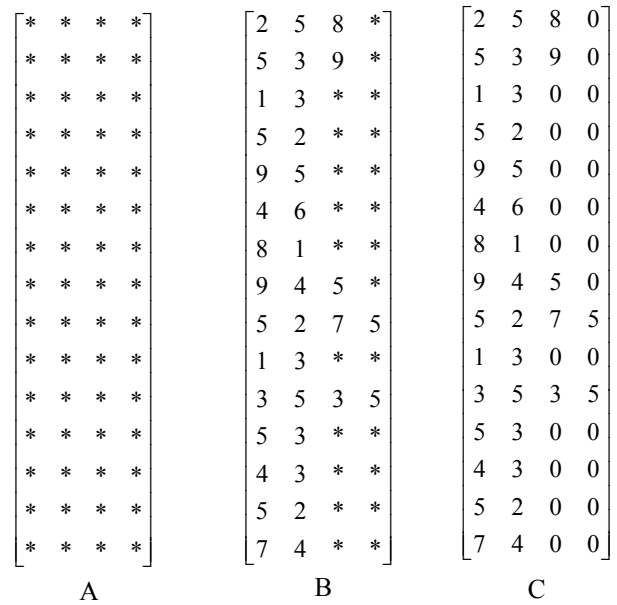 * * * * 2 5 8 * 2 5 8 0
* * * * 5 3 9 * 5 3 9 0
* * * * 1 3 * * 1 3 0 0
* * * * 5 2 * * 5 2 0 0
* * * * 9 5 * * 9 5 0 0
* * * * 4 6 * * 4 6 0 0
* * * * 8 1 * * 8 1 0 0
* * * * 9 4 5 * 9 4 5 0
* * * * 5 2 7 5 5 2 7 5
* * * * 1 3 * * 1 3 0 0
* * * * 3 5 3 5 3 5 3 5
* * * * 5 3 * * 5 3 0 0
* * * * 4 3 * * 4 3 0 0
* * * * 5 2 * * 5 2 0 0
* * * * 7 4 * * 7 4 0 0
A B C